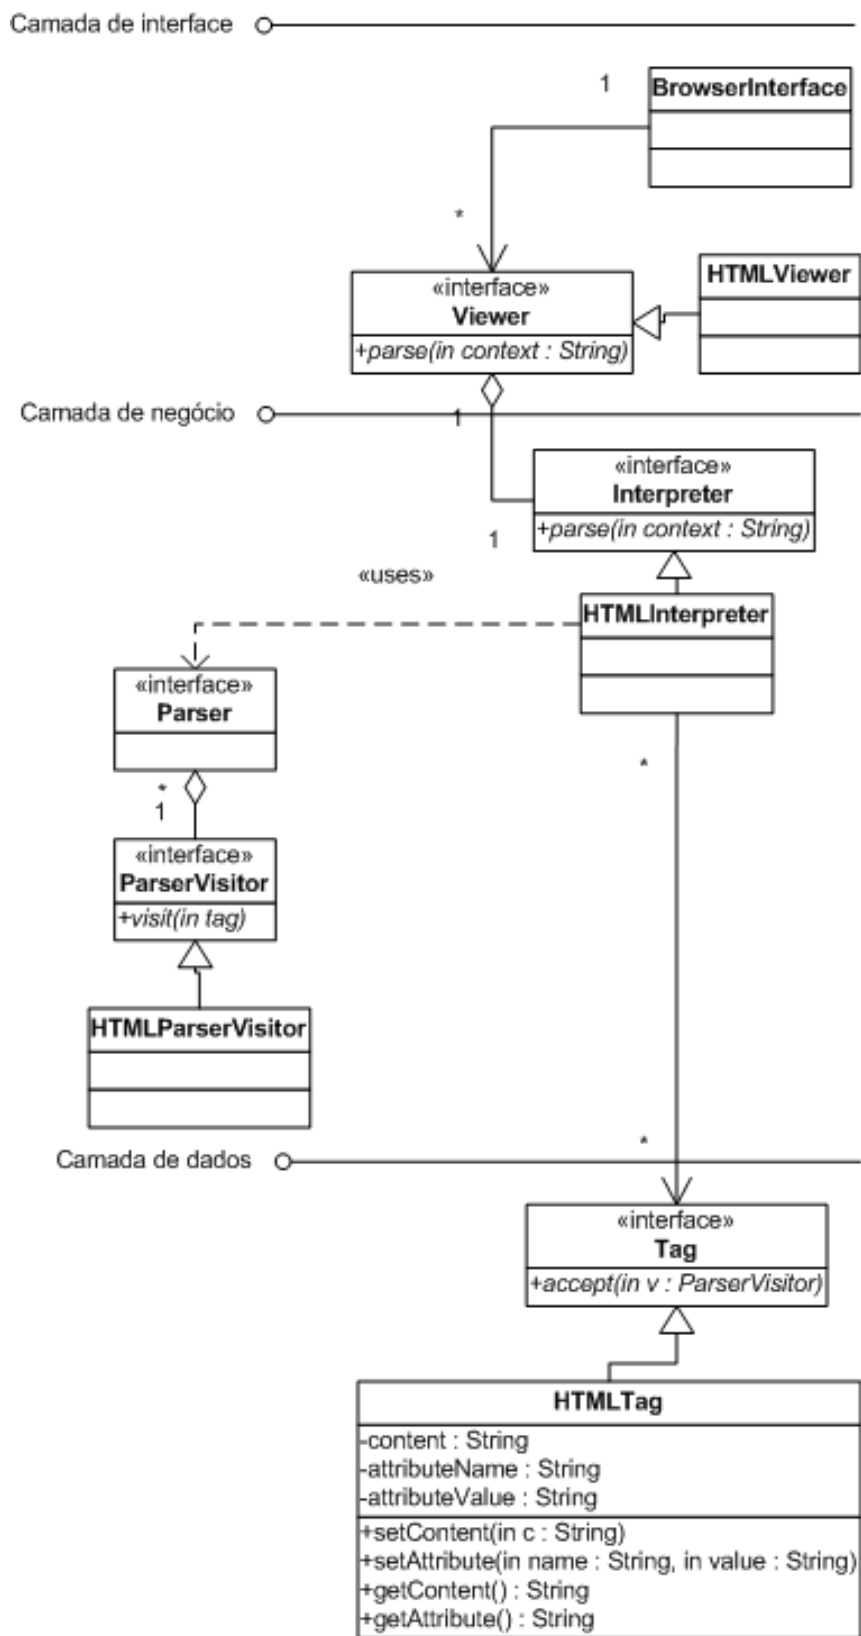 Camada de interface
1
BrowserInterface
*
«interface»
Viewer
+parse(in context : String)
HTMLViewer
Camada de negócio
1
«interface»
Interpreter
+parse(in context : String)
1
«uses»
HTMLInterpreter
«interface»
Parser
*
*
1
«interface»
ParserVisitor
+visit(in tag)
HTMLParserVisitor
*
Camada de dados
«interface»
Tag
+accept(in v : ParserVisitor)
HTMLTag
-content : String
-attributeName : String
-attributeValue : String
+setContent(in c : String)
+setAttribute(in name : String, in value : String)
+getContent() : String
+getAttribute() : String